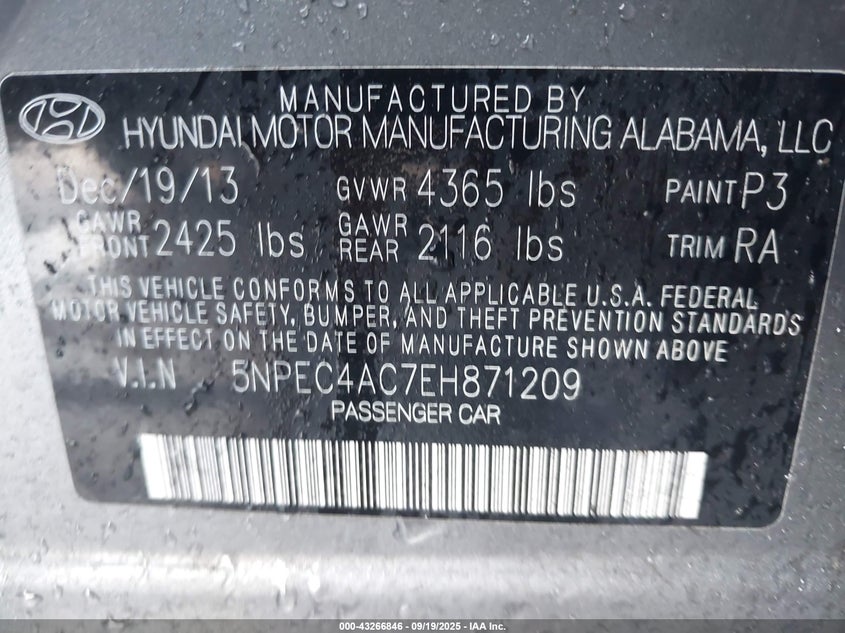 MANUFACTURED BY
HYUNDAI MOTOR MANUFACTURING ALABAMA, LLC
Dec/19/13 GVWR 4365 lbs PAINT P3
GAWR FRONT 2425 lbs GAWR REAR 2116 lbs TRIM RA
THIS VEHICLE CONFORMS TO ALL APPLICABLE U.S.A. FEDERAL
MOTOR VEHICLE SAFETY, BUMPER, AND THEFT PREVENTION STANDARDS
IN EFFECT ON THE DATE OF MANUFACTURE SHOWN ABOVE.
V.I.N 5NPEC4AC7EH871209
PASSENGER CAR
000-43266846 - 09/19/2025 - IAA Inc.